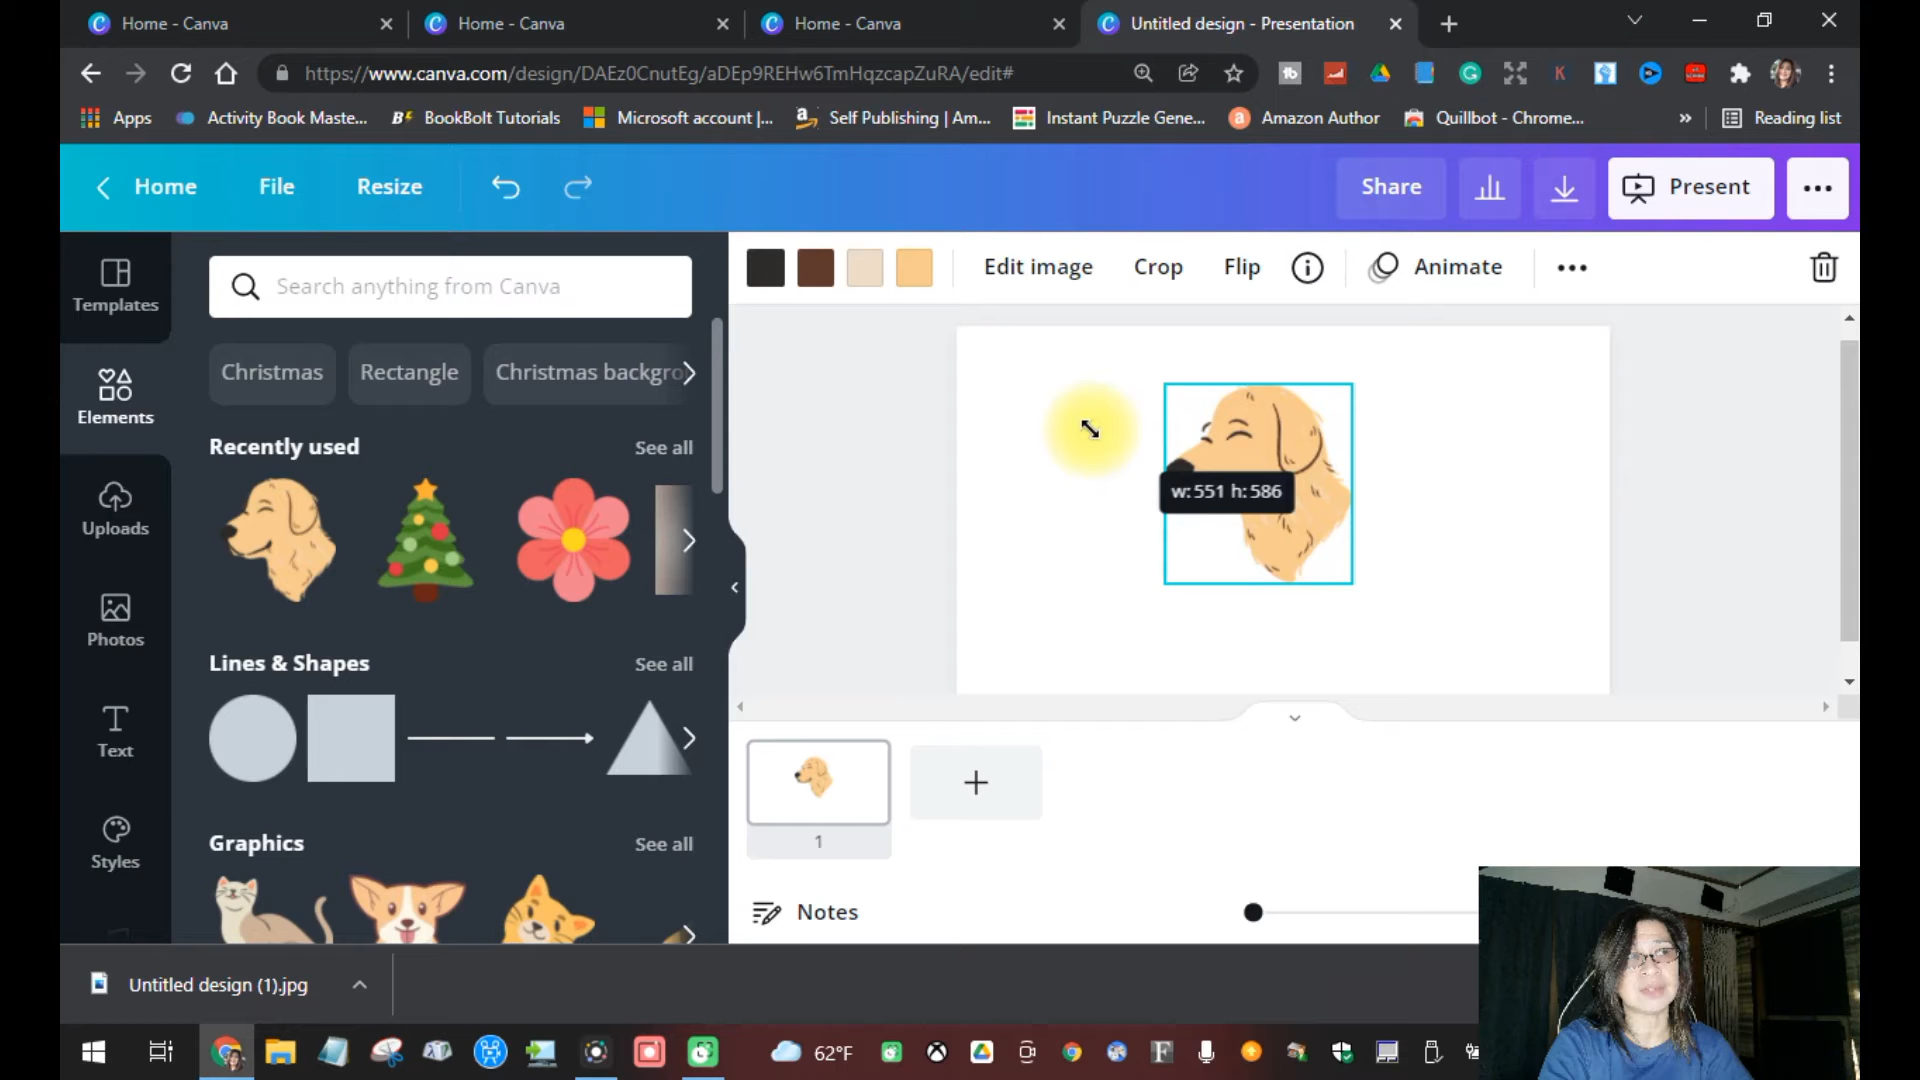 Home - Canva
Home - Canva
Home - Canva
Untitled design - Presentation
https://www.canva.com/design/DAEz0CnutEg/aDEp9REHw6TmHqzcapZuRA/edit#
Apps
Activity Book Maste...
BookBolt Tutorials
Microsoft account |...
Self Publishing | Am...
Instant Puzzle Gene...
Amazon Author
Quillbot - Chrome...
Reading list
Home
File
Resize
Share
Present
Templates
Elements
Uploads
Photos
Text
Styles
Search anything from Canva
Christmas
Rectangle
Christmas backgro
Recently used
See all
Lines & Shapes
See all
Graphics
See all
Edit image
Crop
Flip
Animate
w: 551 h: 586
1
Notes
Untitled design (1).jpg
62°F